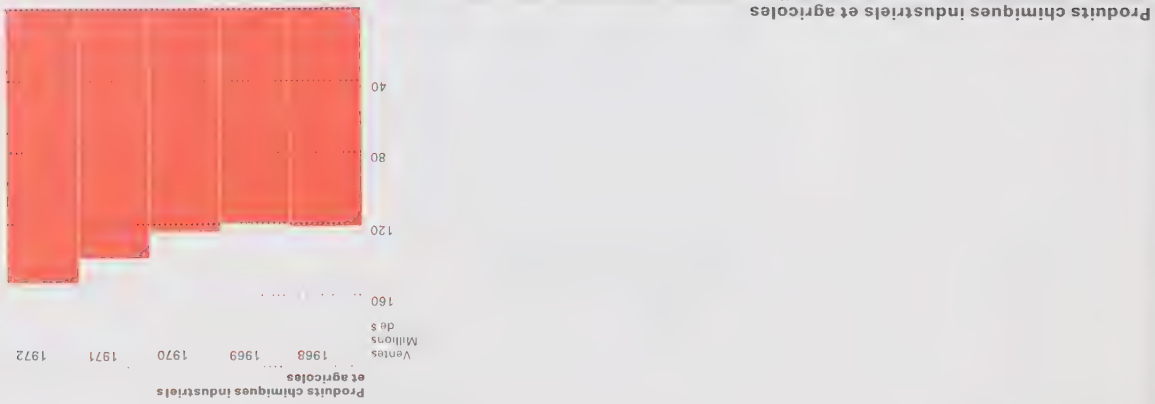 Produits chimiques industriels
et agricoles
Ventes
Millions
de $
1968 1969 1970 1971 1972
160
120
80
40
Produits chimiques industriels et agricoles